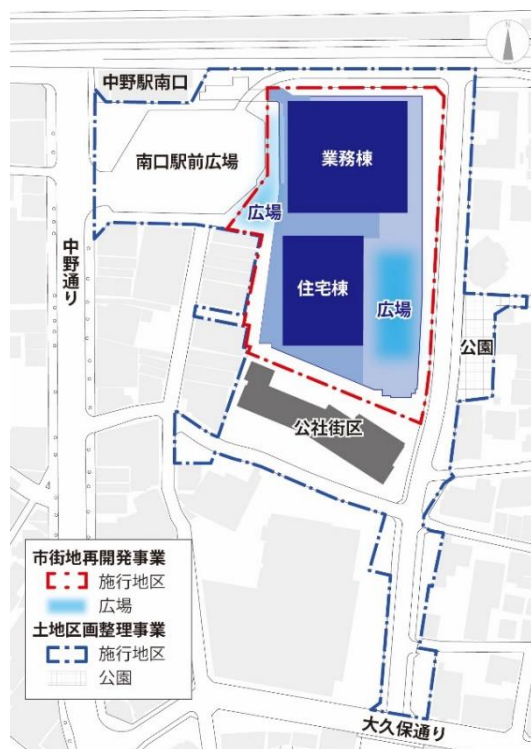 中野駅南口
南口駅前広場
業務棟
広場
中野通り
住宅棟
広場
公園
公社街区
市街地再開発事業
施行地区
広場
土地区画整理事業
施行地区
公園
大久保通り